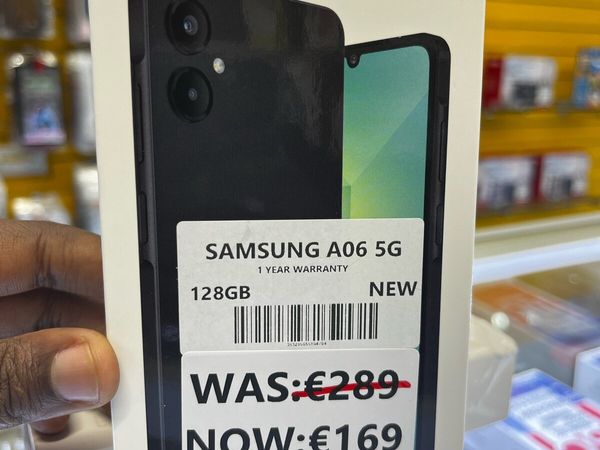 SAMSUNG A06 5G
1 YEAR WARRANTY
128GB NEW
WAS:€289
NOW:€169